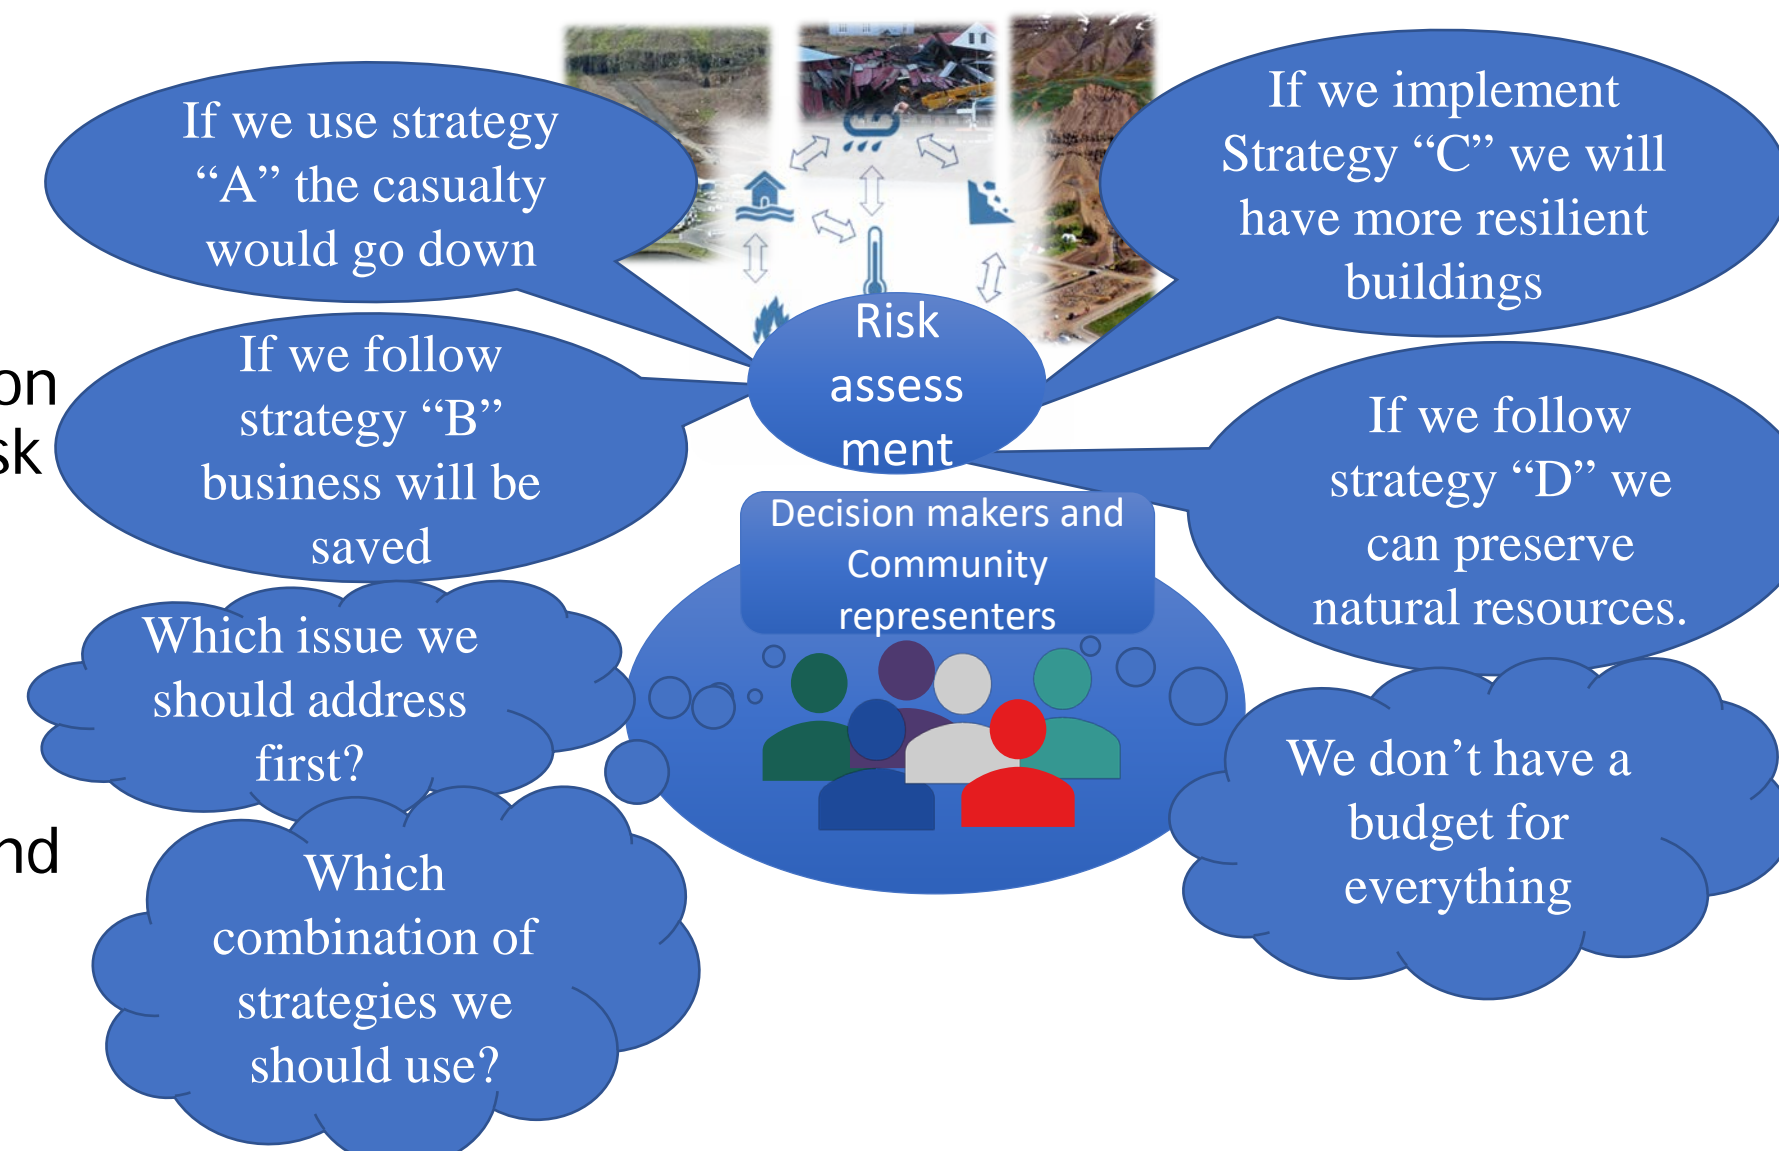 If we use strategy
“A” the casualty
would go down
If we implement
Strategy “C” we will
have more resilient
buildings
Risk
assess
ment
If we follow
strategy “B”
business will be
saved
on
sk
If we follow
strategy “D” we
can preserve
natural resources.
Decision makers and
Community
representers
Which issue we
should address
first?
We don’t have a
budget for
everything
nd
Which
combination of
strategies we
should use?